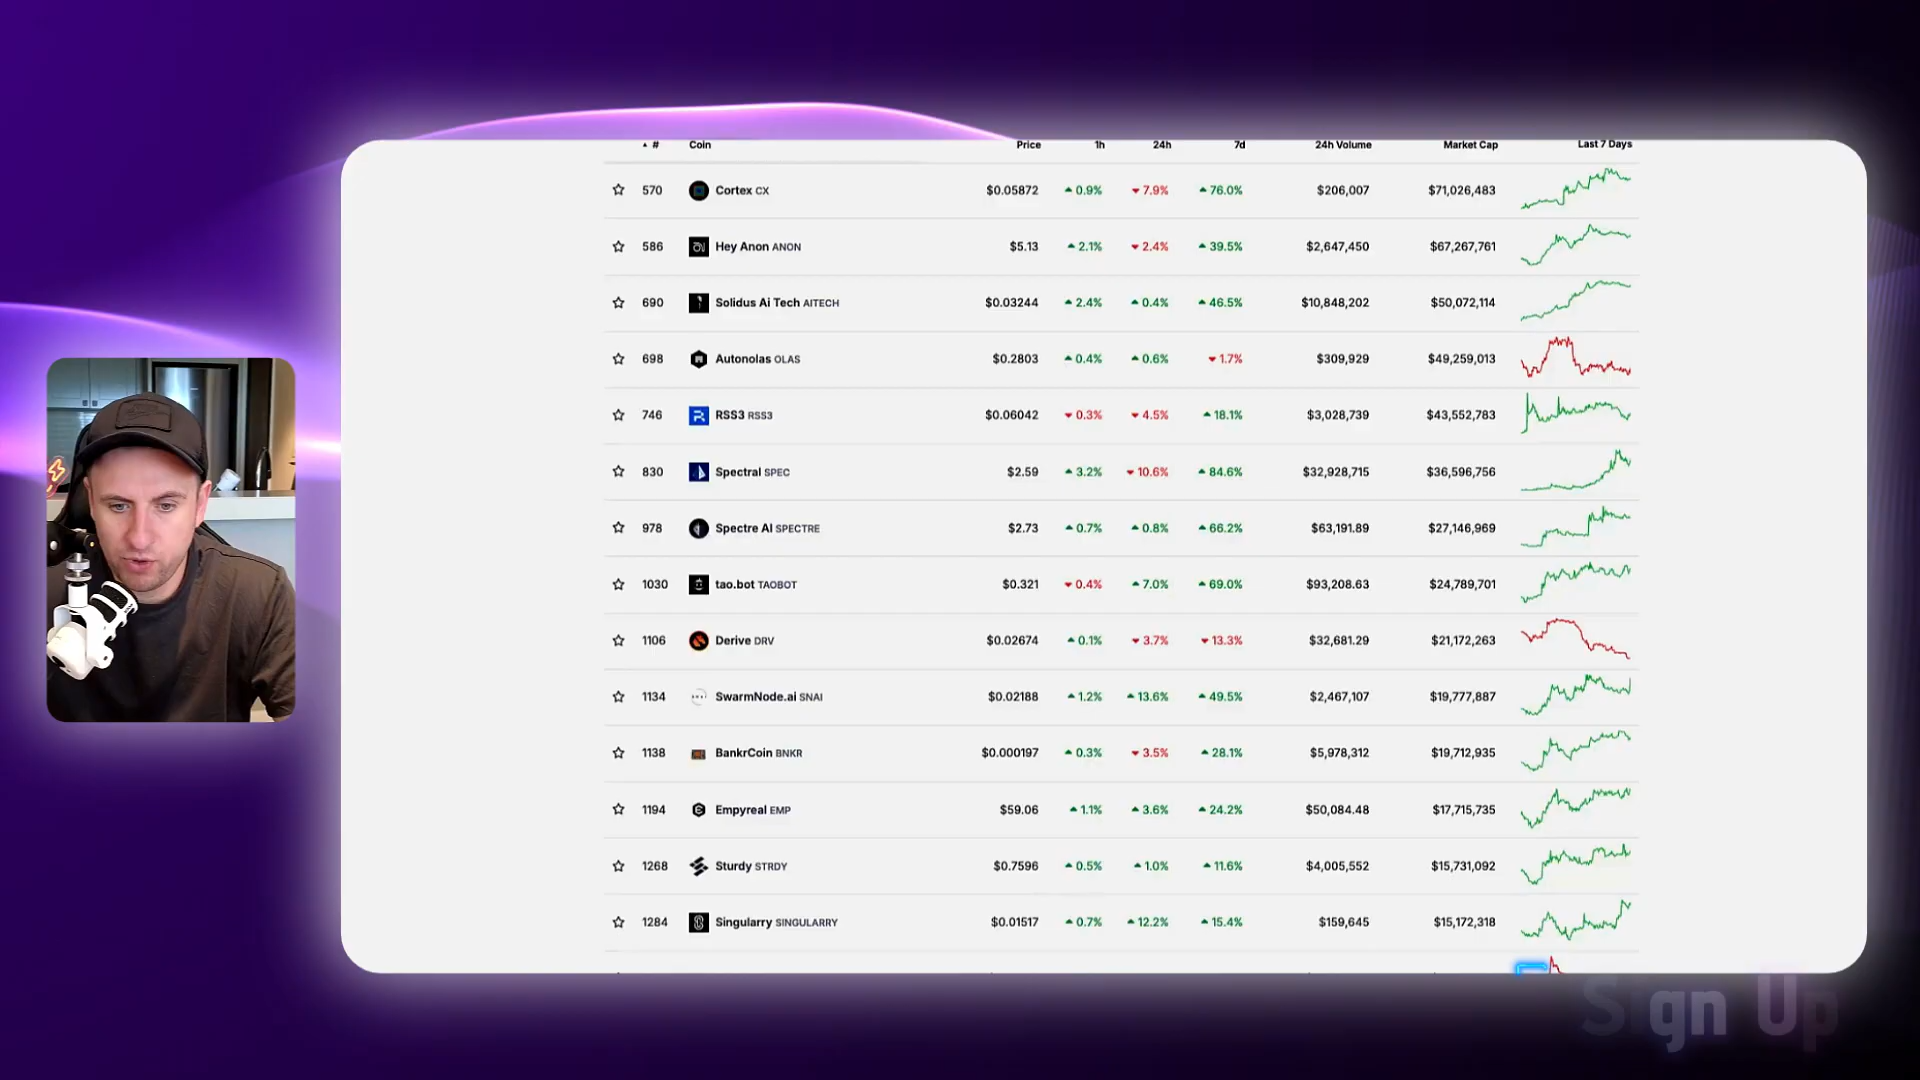 # Coin Price 1h 24h 7d 24h Volume Market Cap Last 7 Days
570 Cortex CX $0.05872 0.9% 7.9% 76.0% $206,007 $71,026,483
586 Hey Anon ANON $5.13 2.1% 2.4% 39.5% $2,647,450 $67,267,761
690 Solidus Ai Tech AITECH $0.03244 2.4% 0.4% 46.5% $10,848,202 $50,072,114
698 Autonolas OLAS $0.2803 0.4% 0.6% 1.7% $309,929 $49,259,013
746 RSS3 RSS3 $0.06042 0.3% 4.5% 18.1% $3,028,739 $43,552,783
830 Spectral SPEC $2.59 3.2% 10.6% 84.6% $32,928,715 $36,596,756
978 Spectre AI SPECTRE $2.73 0.7% 0.8% 66.2% $63,191.89 $27,146,969
1030 tao.bot TAOBOT $0.321 0.4% 7.0% 69.0% $93,208.63 $24,789,701
1106 Derive DRV $0.02674 0.1% 3.7% 13.3% $32,681.29 $21,172,263
1134 SwarmNode.ai SNAI $0.02188 1.2% 13.6% 49.5% $2,467,107 $19,777,887
1138 BankrCoin BNKR $0.000197 0.3% 3.5% 28.1% $5,978,312 $19,712,935
1194 Empyreal EMP $59.06 1.1% 3.6% 24.2% $50,084.48 $17,715,735
1268 Sturdy STRDY $0.7596 0.5% 1.0% 11.6% $4,005,552 $15,731,092
1284 Singularry SINGULARRY $0.01517 0.7% 12.2% 15.4% $159,645 $15,172,318
Sign Up